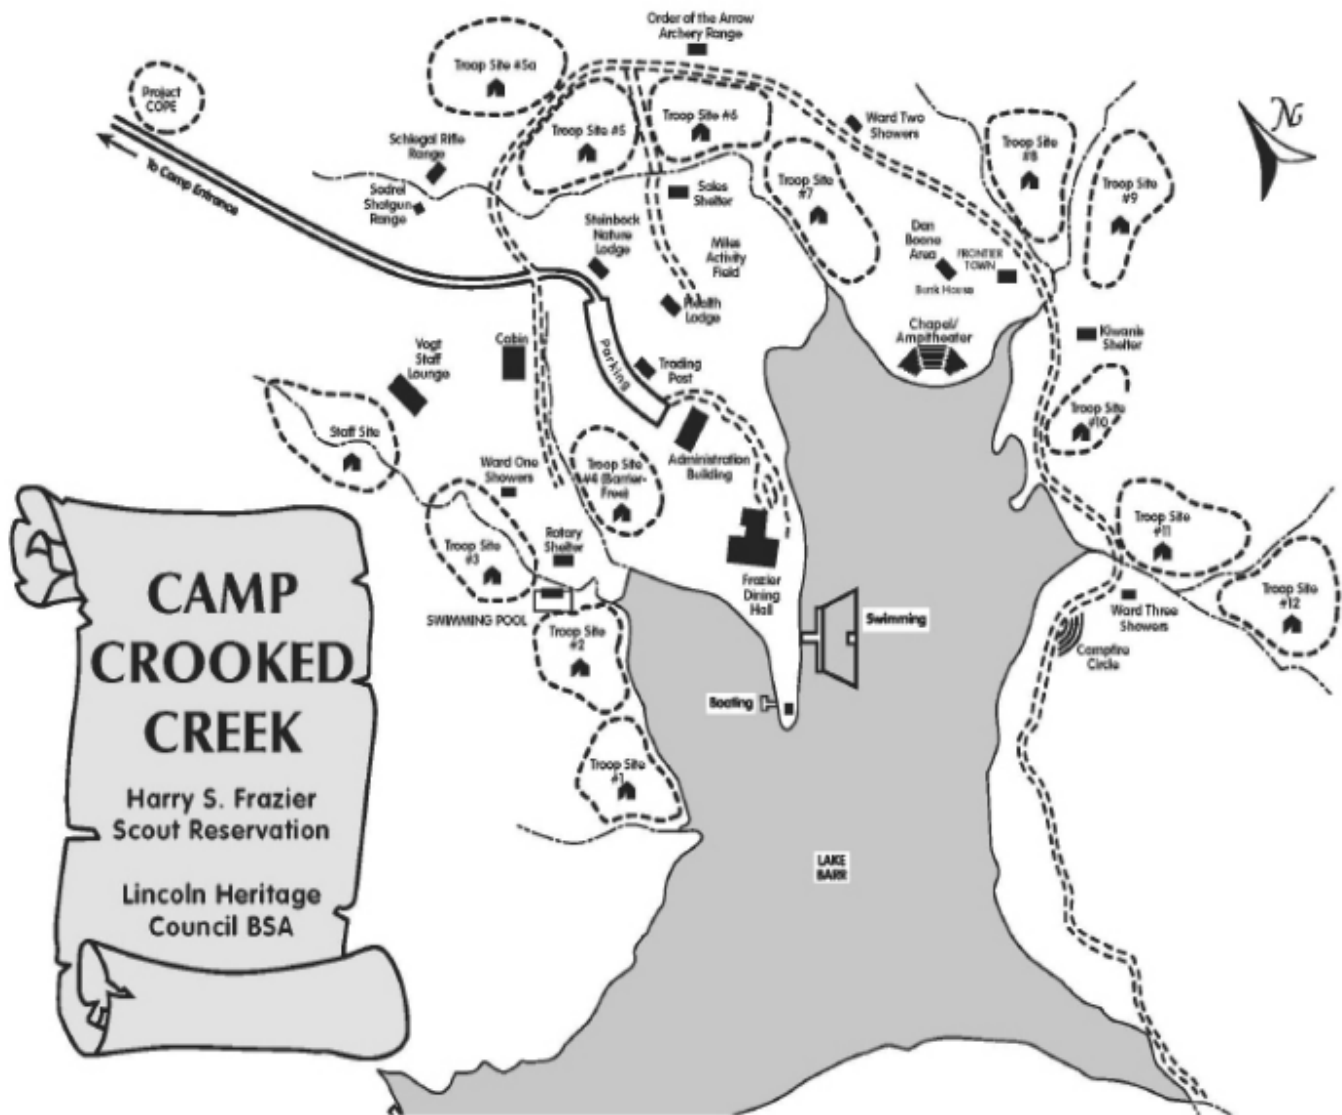 Order of the Arrow
Archery Range
Troop Site #5a
Project
COPE
Troop Site #6
Ward Two
Showers
N
Troop Site #5
Schlegal Rifle
Range
Troop Site
#8
To Camp Entrance
Sadrel
Shotgun
Range
Sales
Shelter
Troop Site
#7
Troop Site
#9
Steinbock
Nature
Lodge
Miles
Activity
Field
Dan
Boone
Area
FRONTIER
TOWN
Bunk House
Health
Lodge
Chapel/
Ampitheater
Kiwanis
Shelter
Vogt
Staff
Lounge
Cabin
Parking
Trading
Post
Troop Site
#10
Staff Site
Ward One
Showers
Troop Site
#4 (Barrier-
Free)
Administration
Building
Troop Site
#11
Troop Site
#3
Rotary
Shelter
Frazier
Dining
Hall
Troop Site
#12
SWIMMING POOL
Swimming
Ward Three
Showers
Troop Site
#2
Campfire
Circle
Boating
Troop Site
#1
LAKE
BARR
CAMP
CROOKED
CREEK
Harry S. Frazier
Scout Reservation
Lincoln Heritage
Council BSA